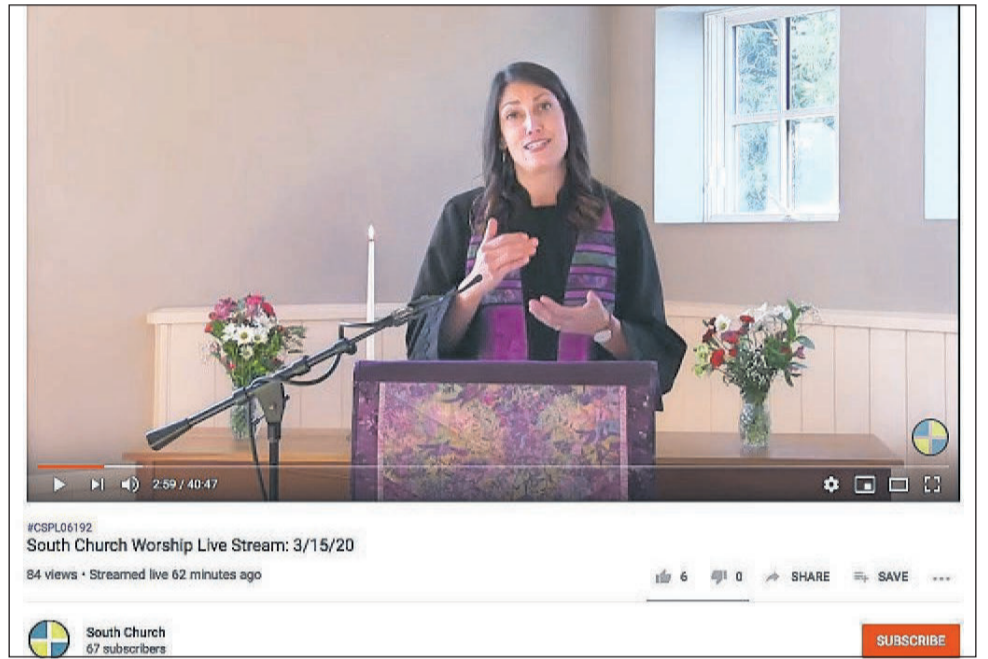 2:59 / 40:47
#CSPL06192
South Church Worship Live Stream: 3/15/20
84 views • Streamed live 62 minutes ago
6 0 SHARE SAVE ...
South Church
67 subscribers
SUBSCRIBE